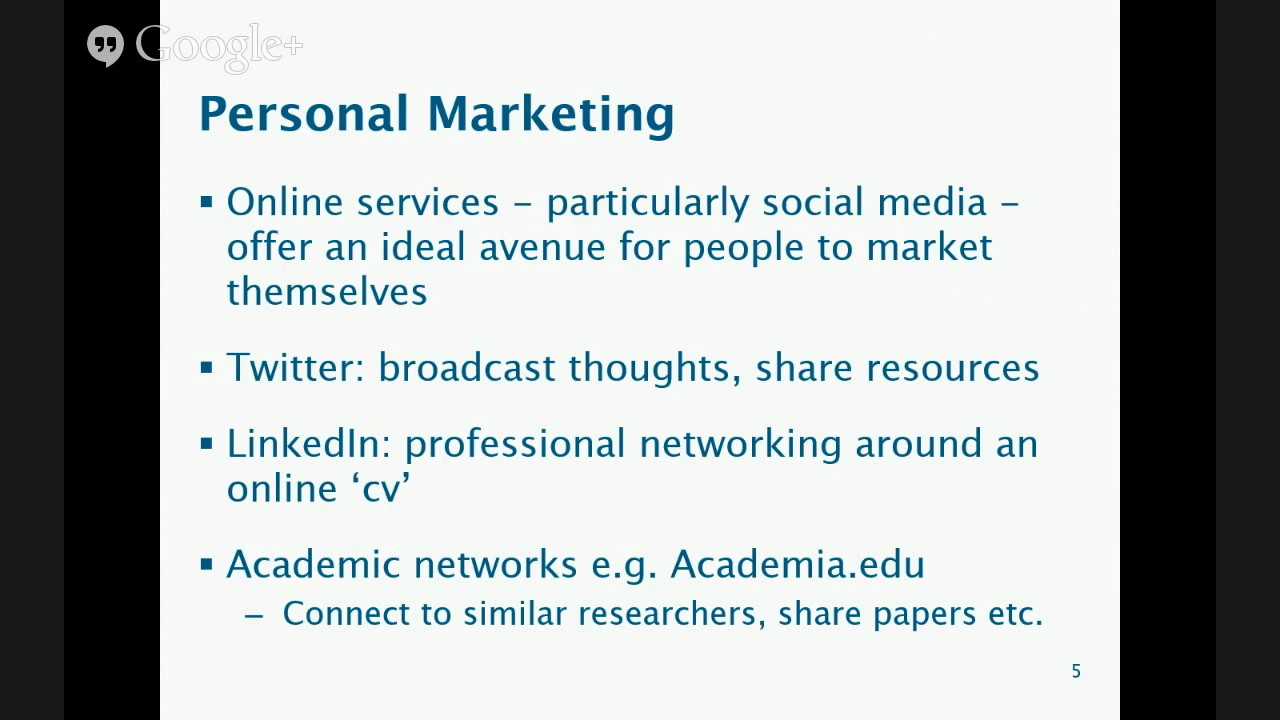 Google+
Personal Marketing
▪ Online services – particularly social media –
offer an ideal avenue for people to market
themselves
▪ Twitter: broadcast thoughts, share resources
▪ LinkedIn: professional networking around an
online ‘cv’
▪ Academic networks e.g. Academia.edu
– Connect to similar researchers, share papers etc.
5